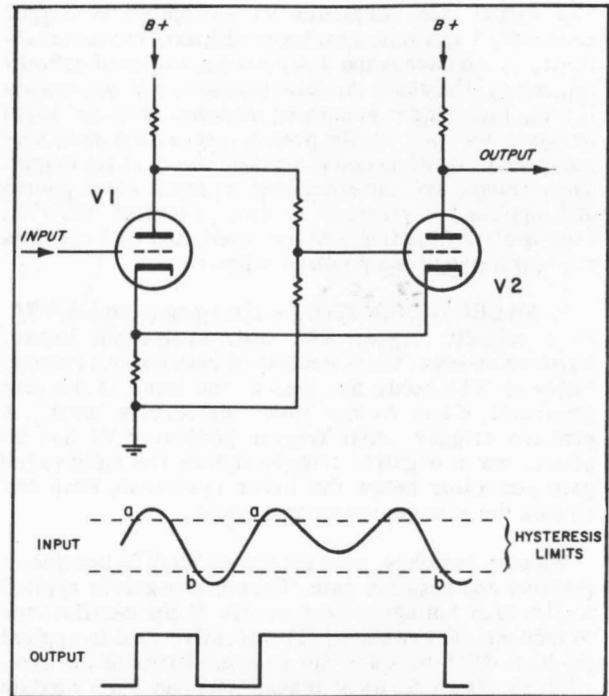 B+ B+
V1
OUTPUT
INPUT
V2
a a
INPUT
HYSTERESIS
LIMITS
b b
OUTPUT